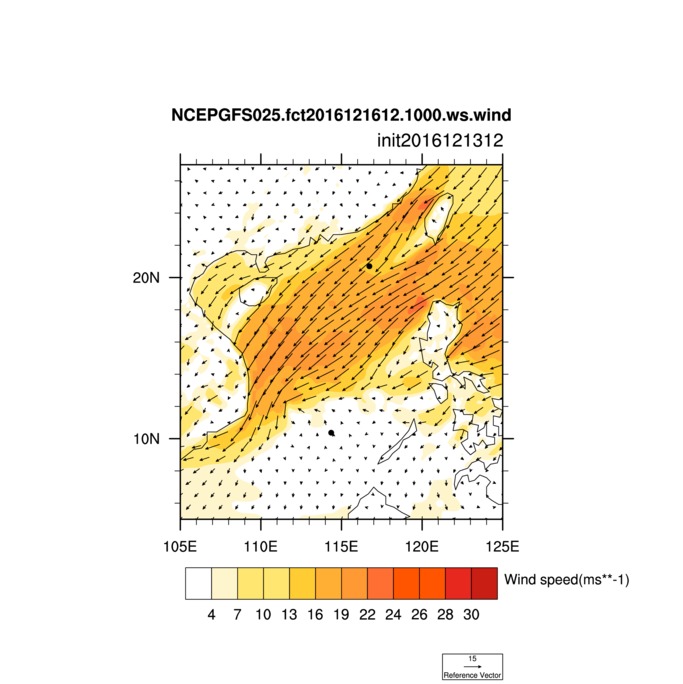 NCEPGFS025.fct2016121612.1000.ws.wind
init2016121312
20N
10N
105E 110E 115E 120E 125E
Wind speed(ms**-1)
4 7 10 13 16 19 22 24 26 28 30
15
Reference Vector